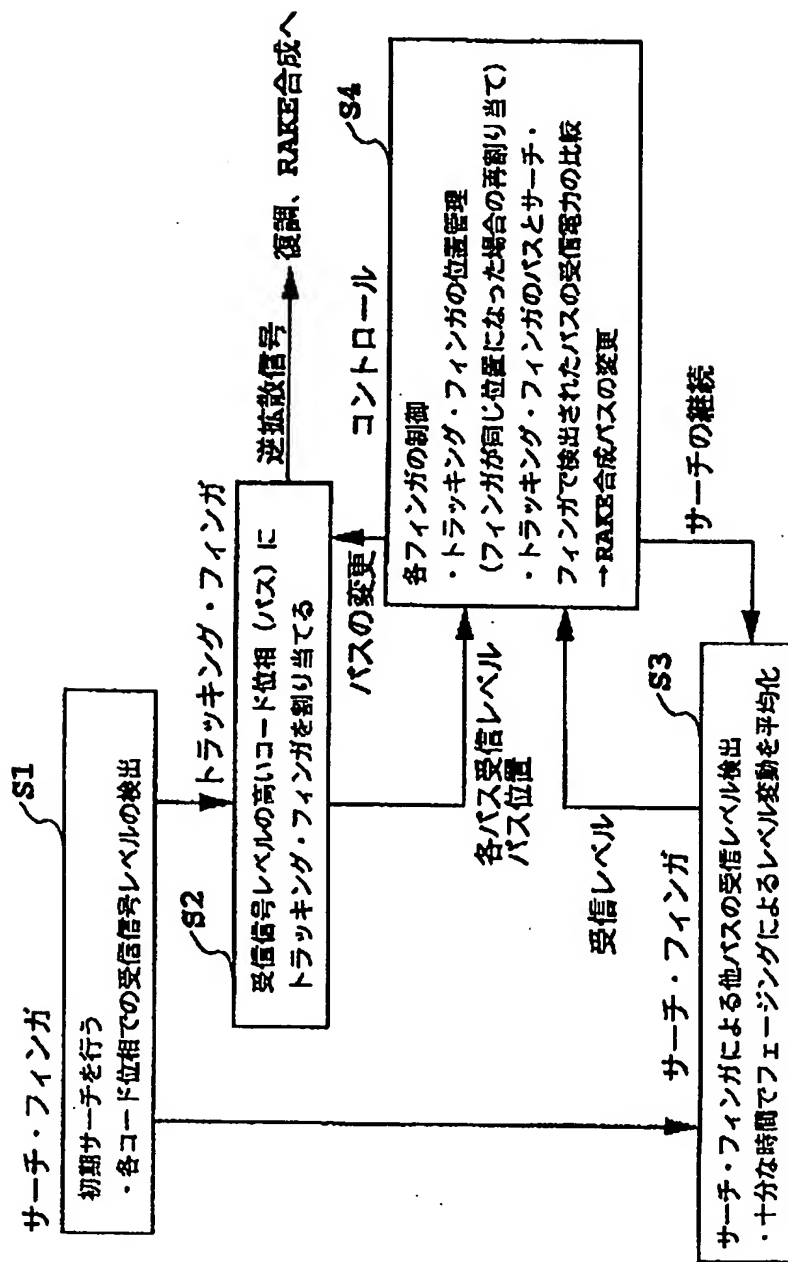 サーチ・フィンガ
S1
初期サーチを行う
・各コード位相での受信信号レベルの検出
トラッキング・フィンガ
S2
受信信号レベルの高いコード位相（パス）に
トラッキング・フィンガを割り当てる
逆拡散信号
復調、RAKE合成へ
パスの変更
コントロール
S4
各フィンガの制御
・トラッキング・フィンガの位置管理
（フィンガが同じ位置になった場合の再割り当て）
・トラッキング・フィンガのパスとサーチ・
フィンガで検出されたパスの受信電力の比較
→RAKE合成パスの変更
各パス受信レベル
パス位置
受信レベル
サーチの継続
サーチ・フィンガ
S3
サーチ・フィンガによる他パスの受信レベル検出
・十分な時間でフェージングによるレベル変動を平均化